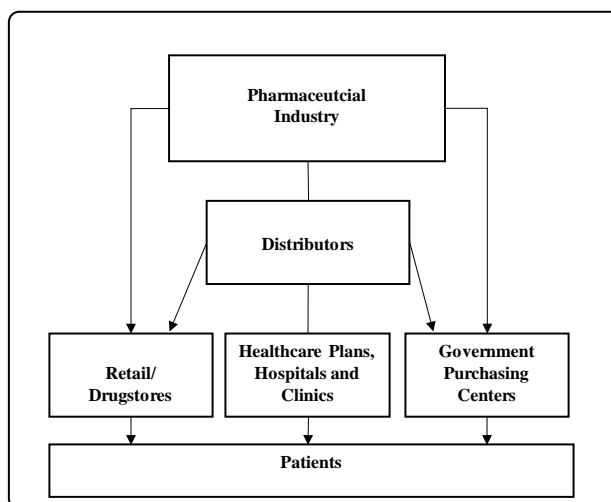 Pharmaceutcial
Industry
Distributors
Retail/
Drugstores
Healthcare Plans,
Hospitals and
Clinics
Government
Purchasing
Centers
Patients